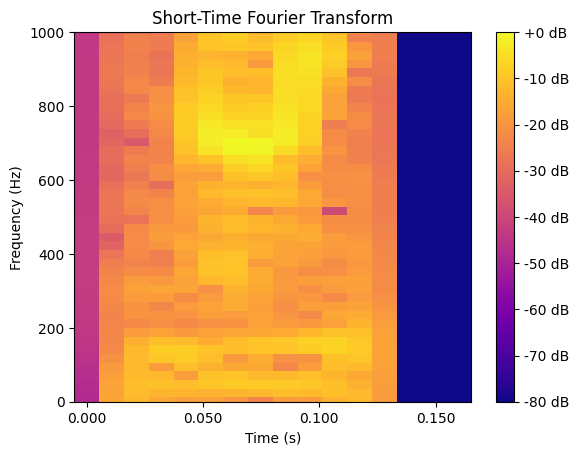 Short-Time Fourier Transform
1000
800
600
400
200
0
Frequency (Hz)
0.000
0.050
0.100
0.150
Time (s)
+0 dB
-10 dB
-20 dB
-30 dB
-40 dB
-50 dB
-60 dB
-70 dB
-80 dB